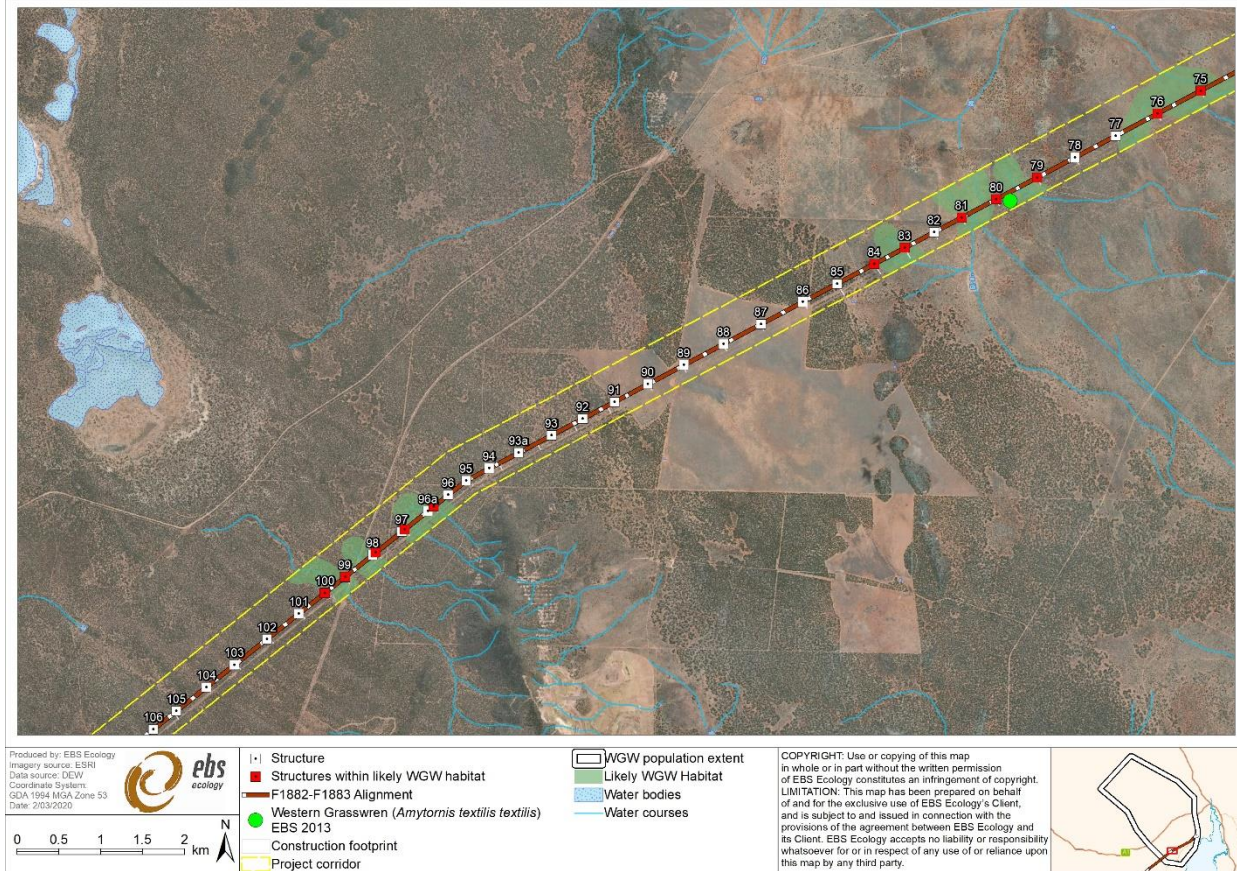 75
76
77
78
79
80
81
82
83
84
85
86
87
88
89
90
91
92
93
93a
94
95
96
96a
97
98
99
100
101
102
103
104
105
106
Produced by: EBS Ecology
Imagery source: ESRI
Data source: DEW
Coordinate System:
GDA 1994 MGA Zone 53
Date: 2/03/2020
ebs
ecology
0 0.5 1 1.5 2
km
N
Structure
Structures within likely WGW habitat
F1882-F1883 Alignment
Western Grasswren (Amytornis textilis textilis)
EBS 2013
Construction footprint
Project corridor
WGW population extent
Likely WGW Habitat
Water bodies
Water courses
COPYRIGHT: Use or copying of this map
in whole or in part without the written permission
of EBS Ecology constitutes an infringement of copyright.
LIMITATION: This map has been prepared on behalf
of and for the exclusive use of EBS Ecology's Client,
and is subject to and issued in connection with the
provisions of the agreement between EBS Ecology and
its Client. EBS Ecology accepts no liability or responsibility
whatsoever for or in respect of any use of or reliance upon
this map by any third party.